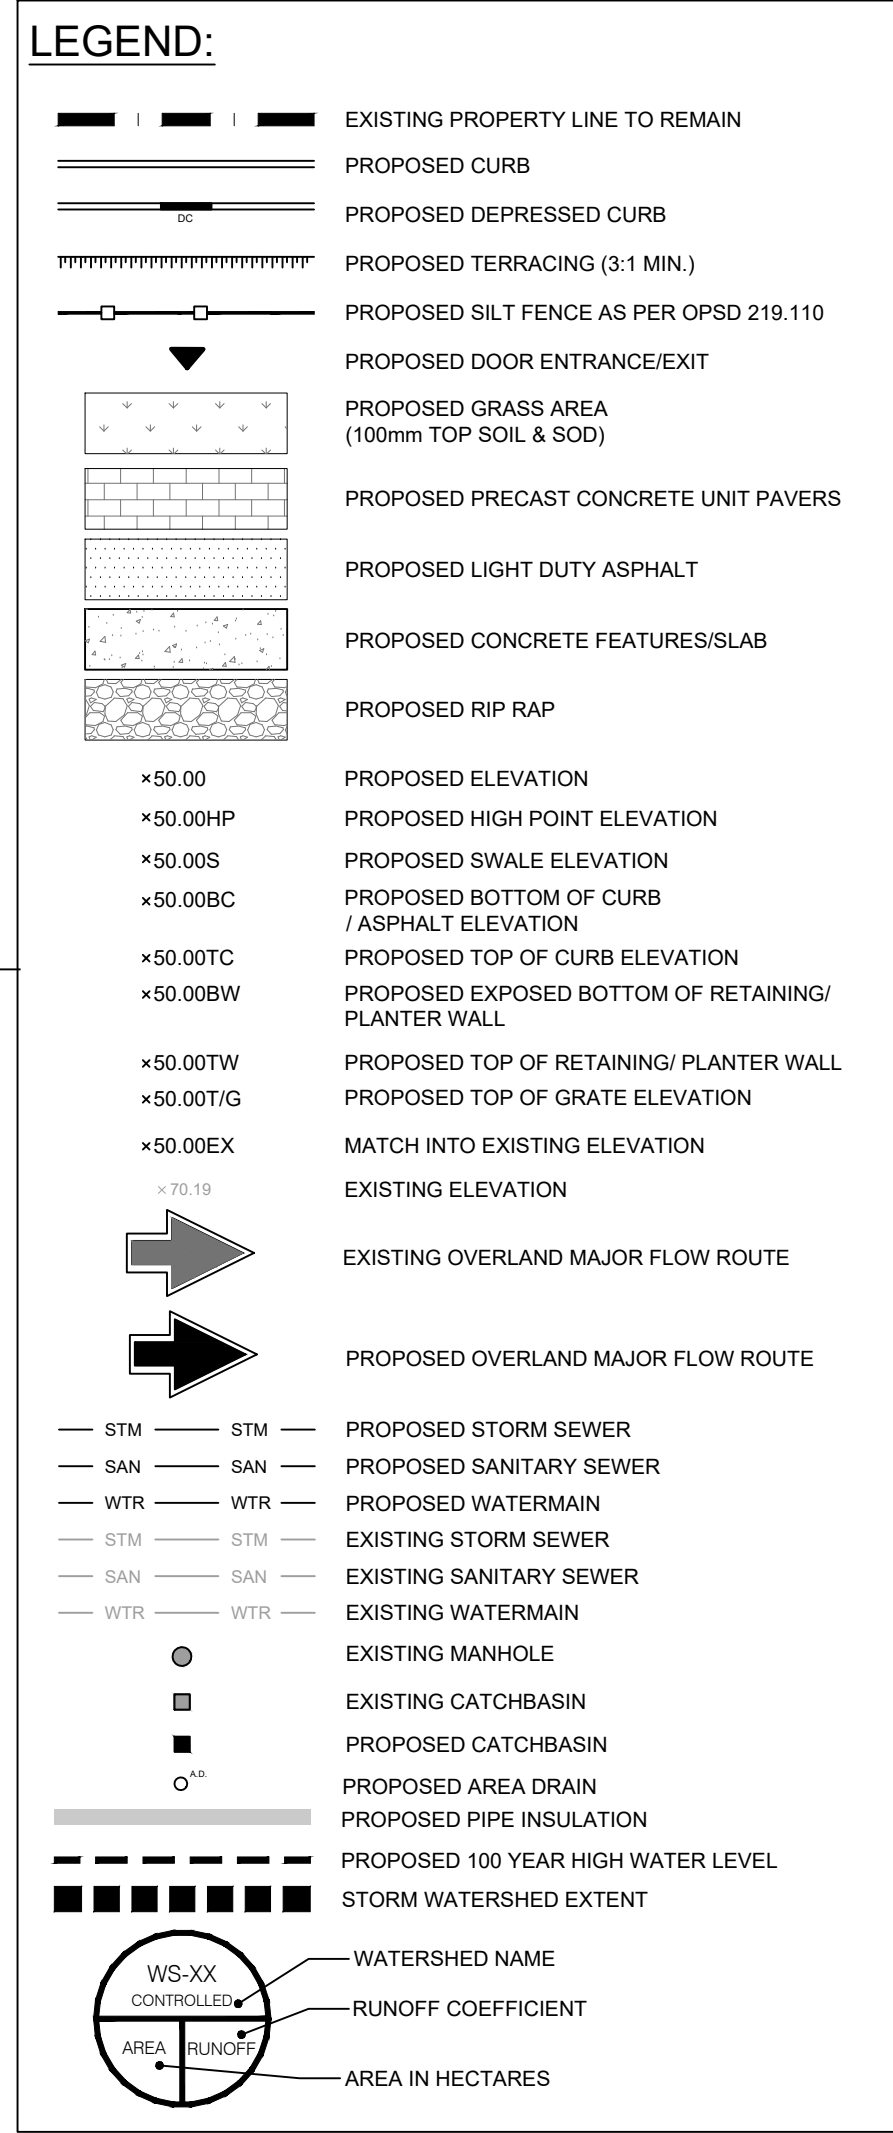 LEGEND:
EXISTING PROPERTY LINE TO REMAIN
PROPOSED CURB
DC
PROPOSED DEPRESSED CURB
PROPOSED TERRACING (3:1 MIN.)
PROPOSED SILT FENCE AS PER OPSD 219.110
PROPOSED DOOR ENTRANCE/EXIT
PROPOSED GRASS AREA
(100mm TOP SOIL & SOD)
PROPOSED PRECAST CONCRETE UNIT PAVERS
PROPOSED LIGHT DUTY ASPHALT
PROPOSED CONCRETE FEATURES/SLAB
PROPOSED RIP RAP
×50.00 PROPOSED ELEVATION
×50.00HP PROPOSED HIGH POINT ELEVATION
×50.00S PROPOSED SWALE ELEVATION
×50.00BC PROPOSED BOTTOM OF CURB
/ ASPHALT ELEVATION
×50.00TC PROPOSED TOP OF CURB ELEVATION
×50.00BW PROPOSED EXPOSED BOTTOM OF RETAINING/
PLANTER WALL
×50.00TW PROPOSED TOP OF RETAINING/ PLANTER WALL
×50.00T/G PROPOSED TOP OF GRATE ELEVATION
×50.00EX MATCH INTO EXISTING ELEVATION
×70.19 EXISTING ELEVATION
EXISTING OVERLAND MAJOR FLOW ROUTE
PROPOSED OVERLAND MAJOR FLOW ROUTE
STM STM PROPOSED STORM SEWER
SAN SAN PROPOSED SANITARY SEWER
WTR WTR PROPOSED WATERMAIN
STM STM EXISTING STORM SEWER
SAN SAN EXISTING SANITARY SEWER
WTR WTR EXISTING WATERMAIN
EXISTING MANHOLE
EXISTING CATCHBASIN
PROPOSED CATCHBASIN
A.D. PROPOSED AREA DRAIN
PROPOSED PIPE INSULATION
PROPOSED 100 YEAR HIGH WATER LEVEL
STORM WATERSHED EXTENT
WATERSHED NAME
WS-XX
CONTROLLED
RUNOFF COEFFICIENT
AREA RUNOFF
AREA IN HECTARES